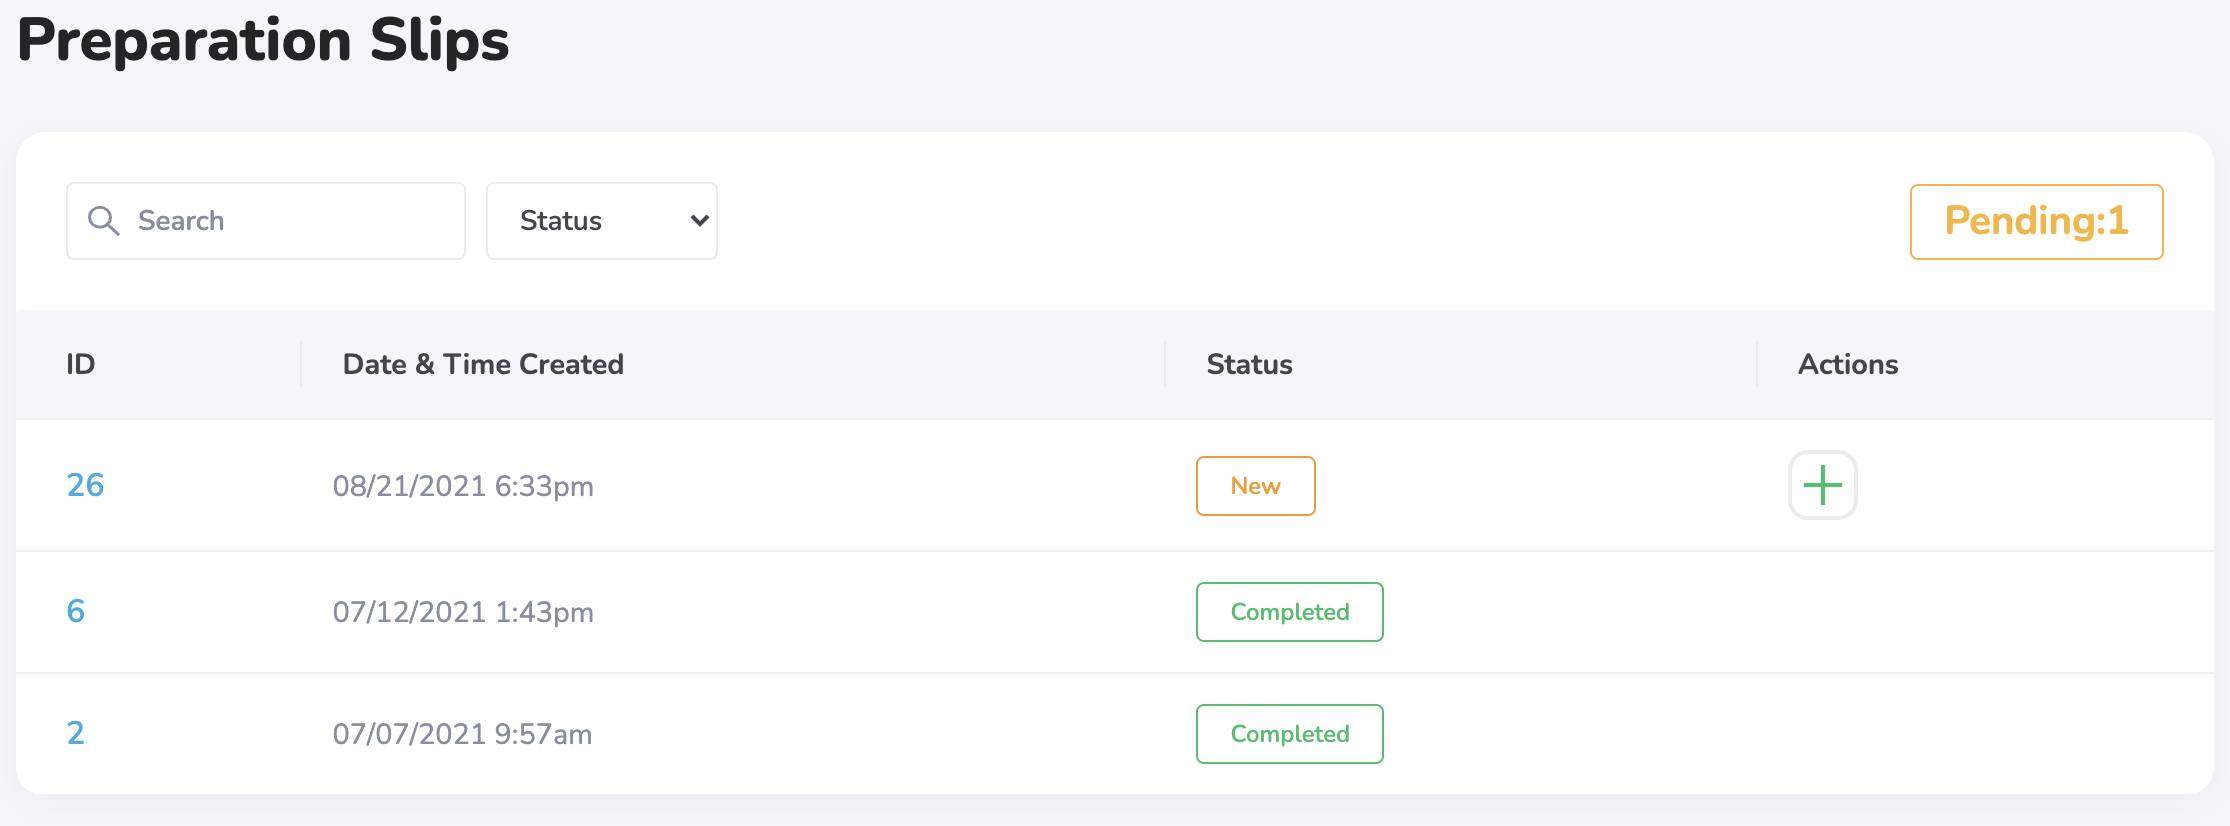 Preparation Slips
Search Status Pending:1
ID Date & Time Created Status Actions
26 08/21/2021 6:33pm New
6 07/12/2021 1:43pm Completed
2 07/07/2021 9:57am Completed